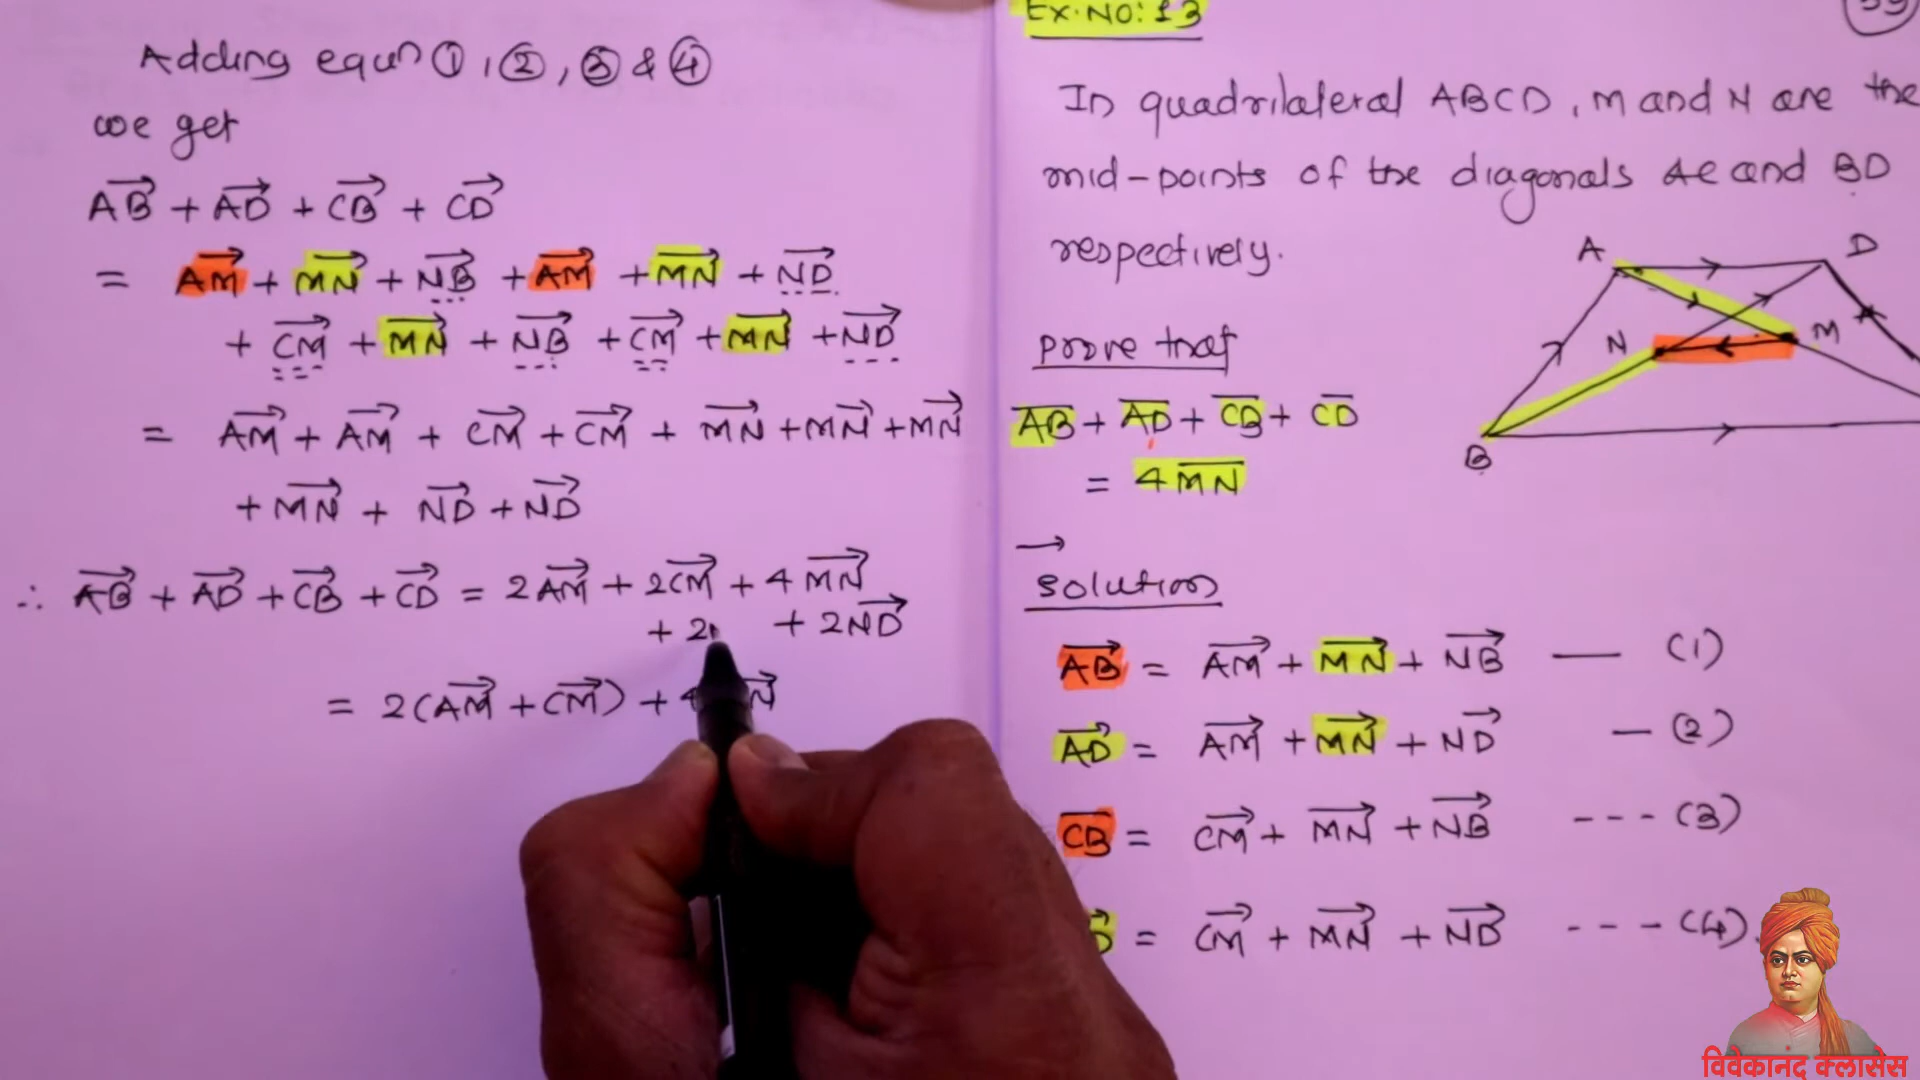 Adding equn ①, ②, ③ & ④
we get
AB + AD + CB + CD
= AM + MN + NB + AM + MN + ND
+ CM + MN + NB + CM + MN + ND
= AM + AM + CM + CM + MN + MN + MN
+ MN + ND + ND
∴ AB + AD + CB + CD = 2AM + 2CM + 4MN
+ 2 + 2ND
= 2(AM + CM) +
EX.NO: 13
In quadrilateral ABCD, M and N are the
mid-points of the diagonals AC and BD
respectively.
A D
N M
B
prove that
AB + AD + CB + CD
= 4MN
→
solution
AB = AM + MN + NB — (1)
AD = AM + MN + ND — (2)
CB = CM + MN + NB --- (3)
= CM + MN + ND --- (4).
विवेकानंद क्लासेस